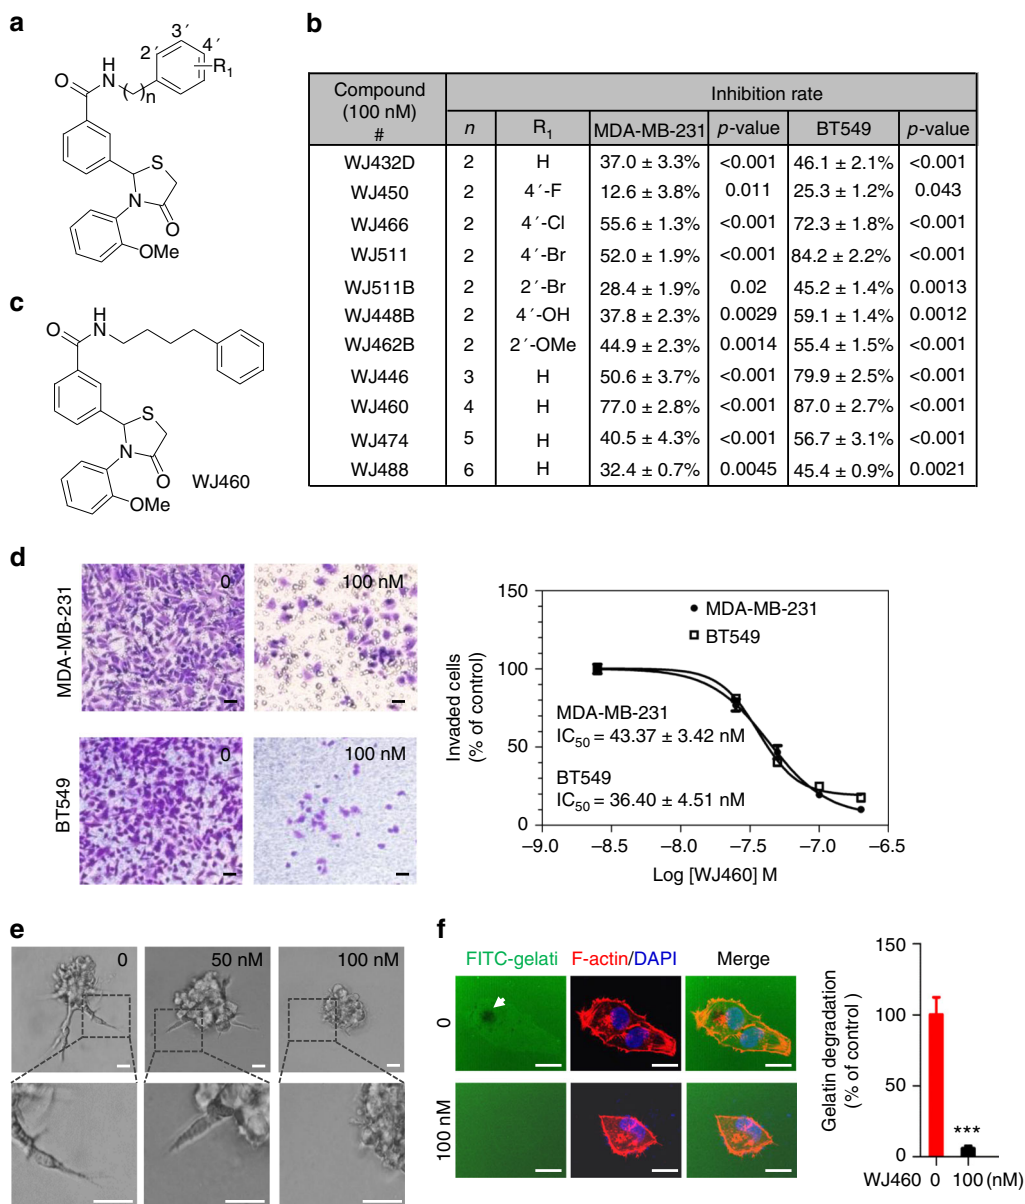 a
2′ 3′ 4′
R1
O
H
N
( )n
S
N
O
OMe
b
Compound (100 nM) #
Inhibition rate
n R1 MDA-MB-231 p-value BT549 p-value
WJ432D 2 H 37.0 ± 3.3% <0.001 46.1 ± 2.1% <0.001
WJ450 2 4′-F 12.6 ± 3.8% 0.011 25.3 ± 1.2% 0.043
WJ466 2 4′-Cl 55.6 ± 1.3% <0.001 72.3 ± 1.8% <0.001
WJ511 2 4′-Br 52.0 ± 1.9% <0.001 84.2 ± 2.2% <0.001
WJ511B 2 2′-Br 28.4 ± 1.9% 0.02 45.2 ± 1.4% 0.0013
WJ448B 2 4′-OH 37.8 ± 2.3% 0.0029 59.1 ± 1.4% 0.0012
WJ462B 2 2′-OMe 44.9 ± 2.3% 0.0014 55.4 ± 1.5% <0.001
WJ446 3 H 50.6 ± 3.7% <0.001 79.9 ± 2.5% <0.001
WJ460 4 H 77.0 ± 2.8% <0.001 87.0 ± 2.7% <0.001
WJ474 5 H 40.5 ± 4.3% <0.001 56.7 ± 3.1% <0.001
WJ488 6 H 32.4 ± 0.7% 0.0045 45.4 ± 0.9% 0.0021
c
H
N
O
S
N
O
OMe
WJ460
d
MDA-MB-231
0
100 nM
BT549
0
100 nM
Invaded cells
(% of control)
150
100
50
0
MDA-MB-231
BT549
MDA-MB-231
IC50 = 43.37 ± 3.42 nM
BT549
IC50 = 36.40 ± 4.51 nM
–9.0 –8.5 –8.0 –7.5 –7.0 –6.5
Log [WJ460] M
e
0
50 nM
100 nM
f
FITC-gelati F-actin/DAPI Merge
0
100 nM
Gelatin degradation
(% of control )
150
100
50
0
***
WJ460 0 100 (nM)